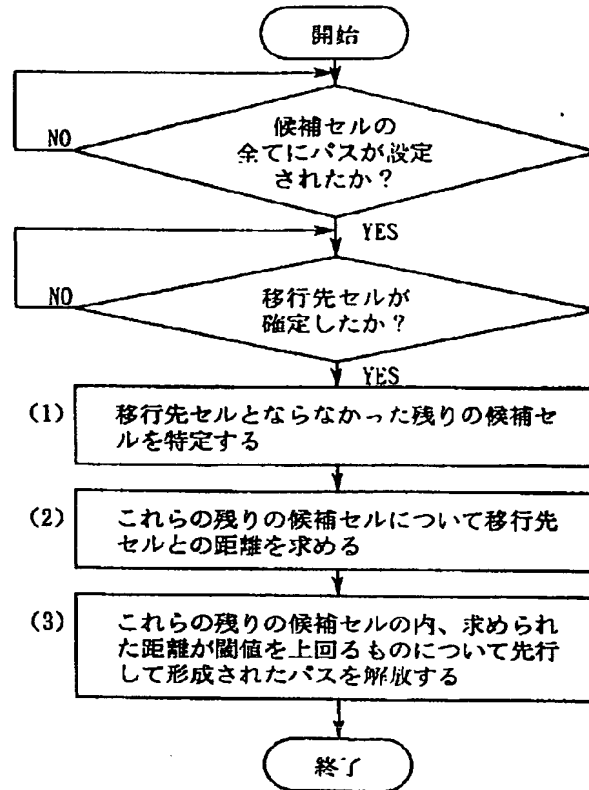 開始
候補セルの
全てにパスが設定
されたか？
NO
YES
移行先セルが
確定したか？
NO
YES
(1)
移行先セルとならなかった残りの候補セ
ルを特定する
(2)
これらの残りの候補セルについて移行先
セルとの距離を求める
(3)
これらの残りの候補セルの内、求められ
た距離が閾値を上回るものについて先行
して形成されたパスを解放する
終了